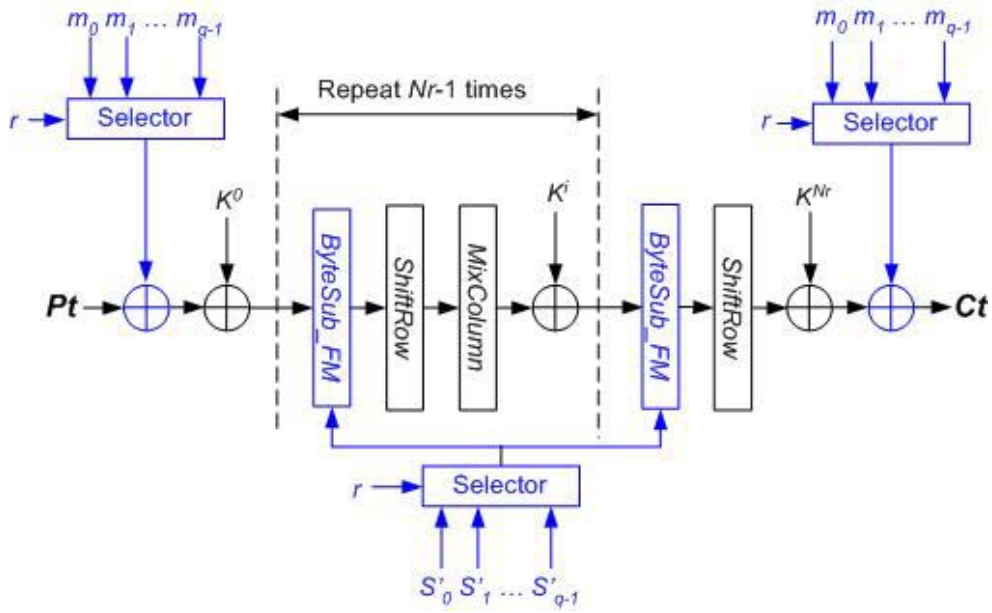 m0 m1 ... mq-1
m0 m1 ... mq-1
Repeat Nr-1 times
r
Selector
r
Selector
K0
Ki
KNr
Pt
ByteSub_FM
ShiftRow
MixColumn
ByteSub_FM
ShiftRow
Ct
r
Selector
S'0 S'1 ... S'q-1